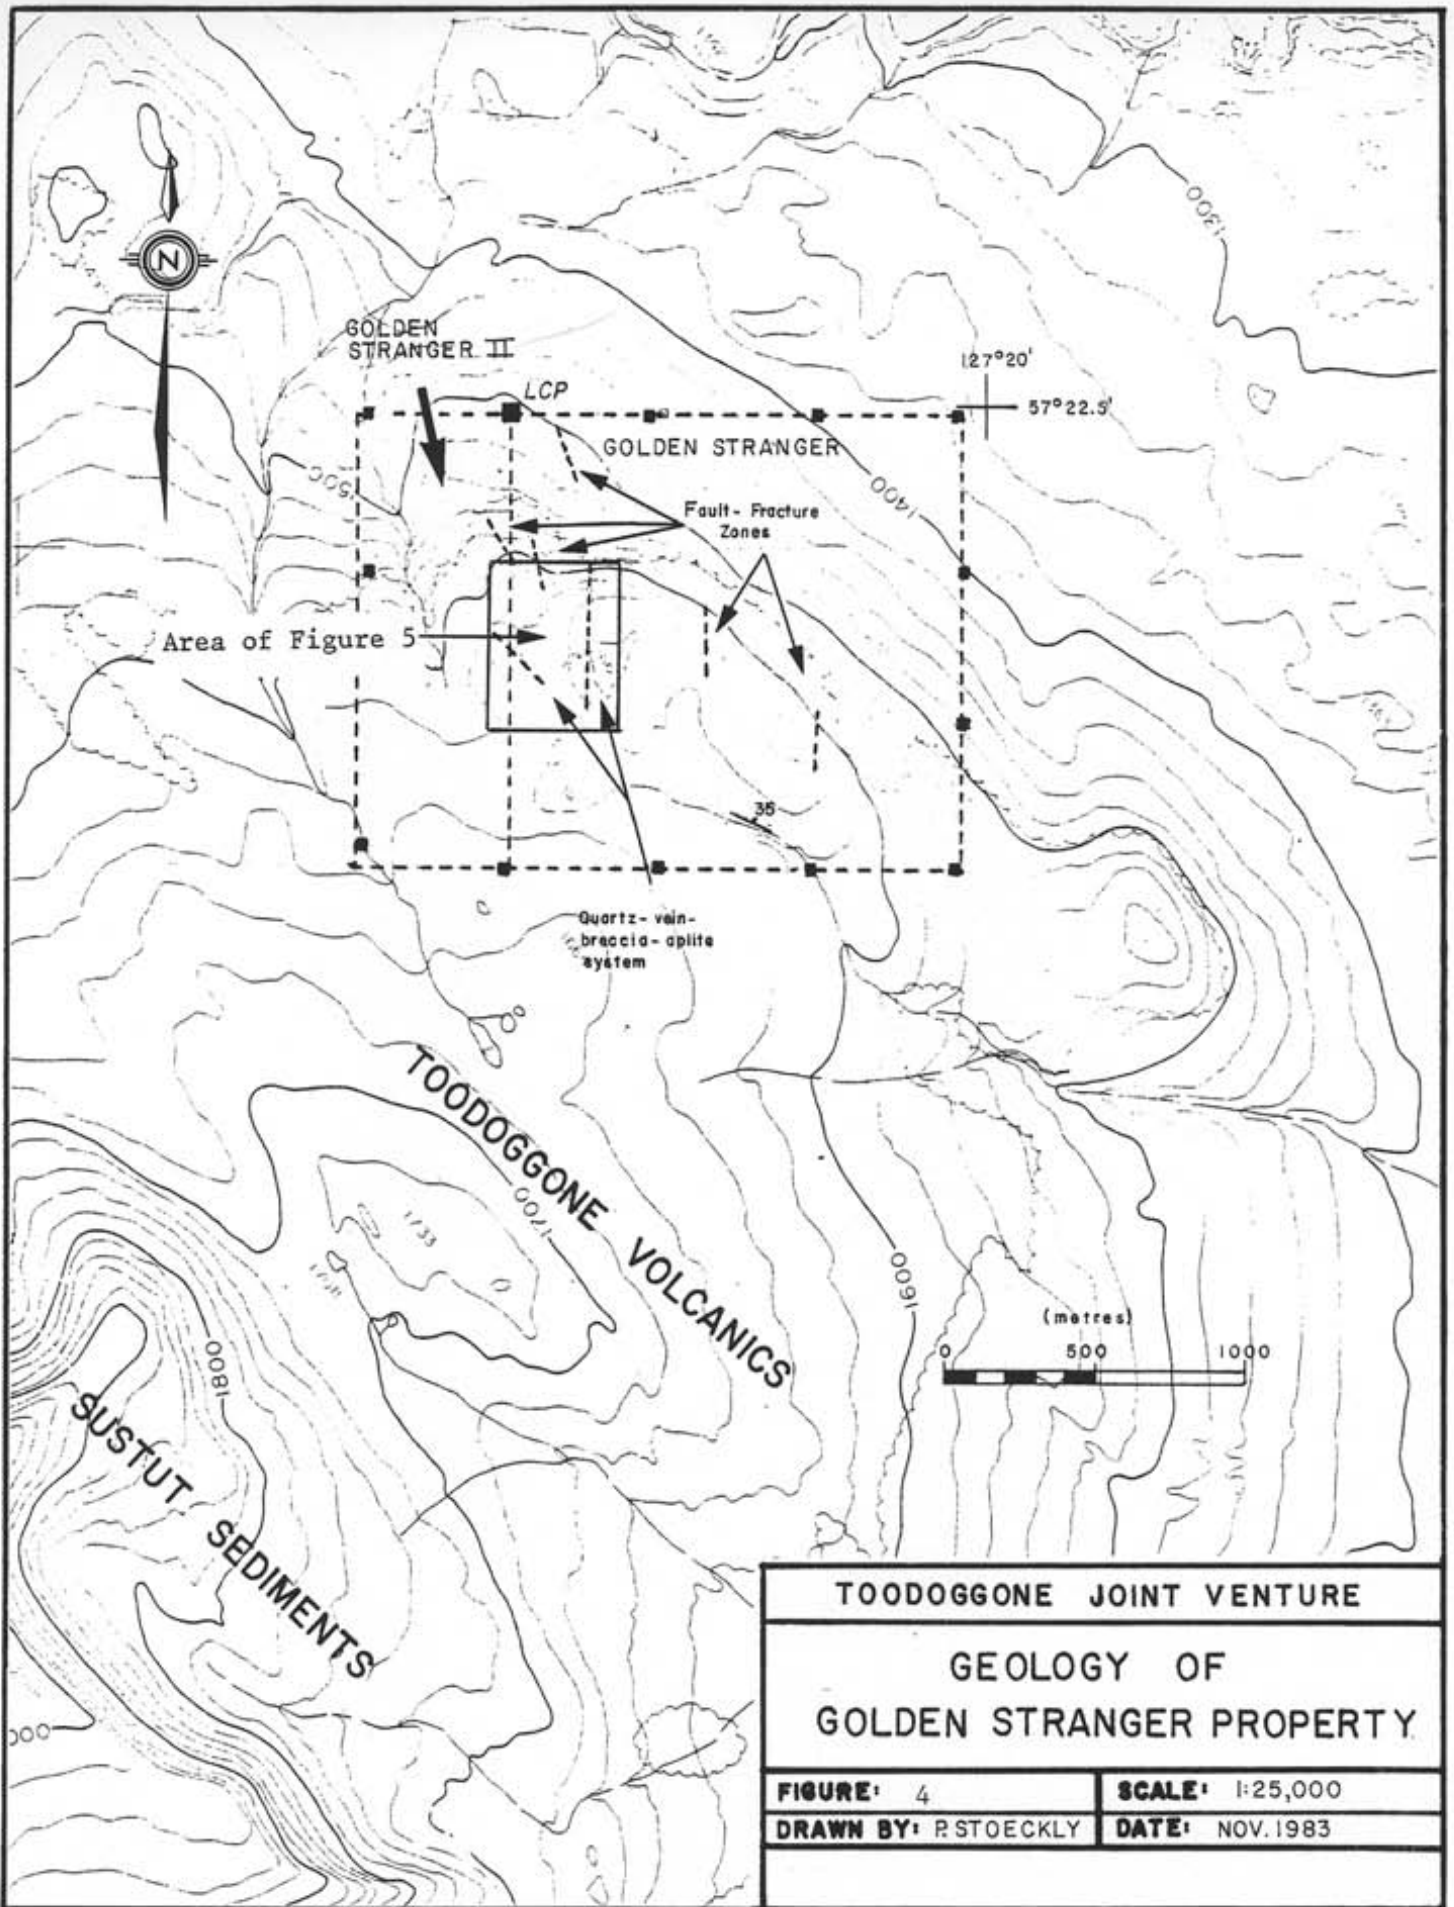 N
GOLDEN
STRANGER II
LCP
127°20'
57°22.5'
GOLDEN STRANGER
1300
1400
1500
Fault-Fracture
Zones
Area of Figure 5
35
Quartz-vein-
breccia-aplite
system
TOODOGGONE VOLCANICS
1700
1733
1600
1800
SUSTUT SEDIMENTS
(metres)
0 500 1000
TOODOGGONE JOINT VENTURE
GEOLOGY OF
GOLDEN STRANGER PROPERTY
FIGURE: 4
SCALE: 1:25,000
DRAWN BY: P. STOECKLY
DATE: NOV. 1983